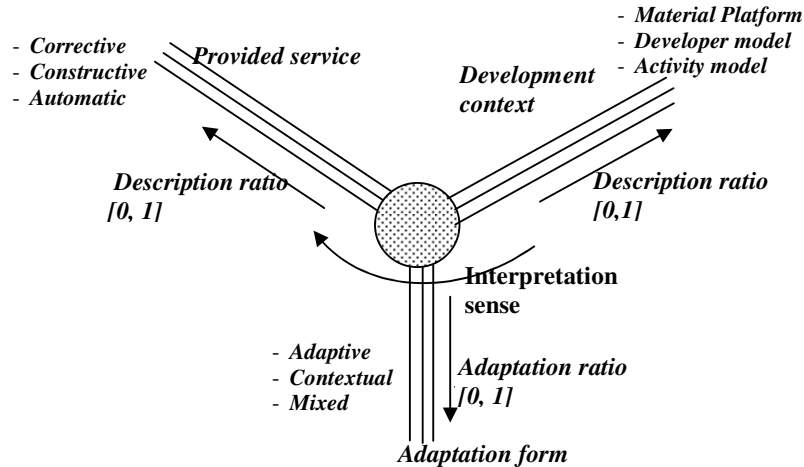 - Corrective
- Constructive
- Automatic
Provided service
- Material Platform
- Developer model
- Activity model
Development
context
Description ratio
[0, 1]
Description ratio
[0,1]
Interpretation
sense
- Adaptive
- Contextual
- Mixed
Adaptation ratio
[0, 1]
Adaptation form